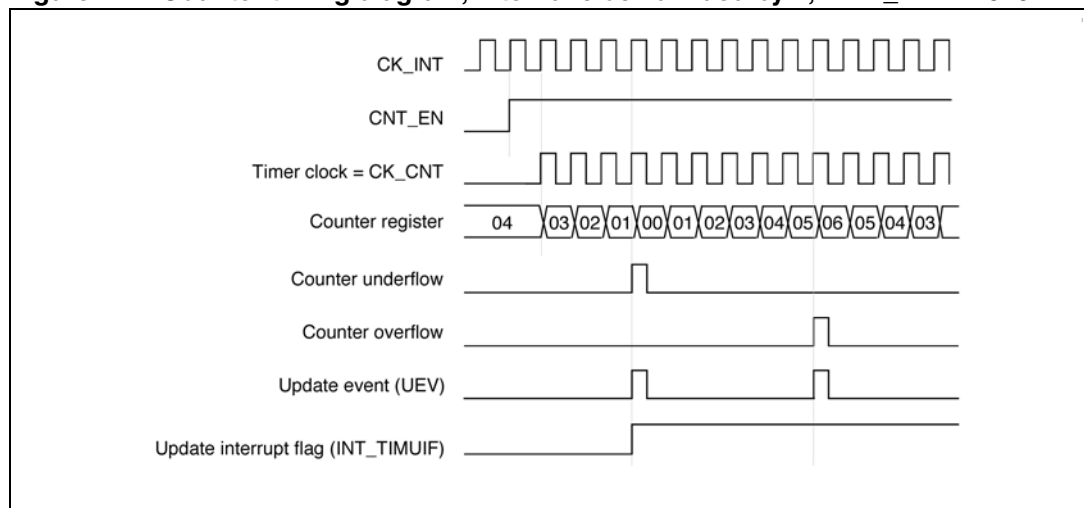 CK_INT
CNT_EN
Timer clock = CK_CNT
Counter register 04 03 02 01 00 01 02 03 04 05 06 05 04 03
Counter underflow
Counter overflow
Update event (UEV)
Update interrupt flag (INT_TIMUIF)